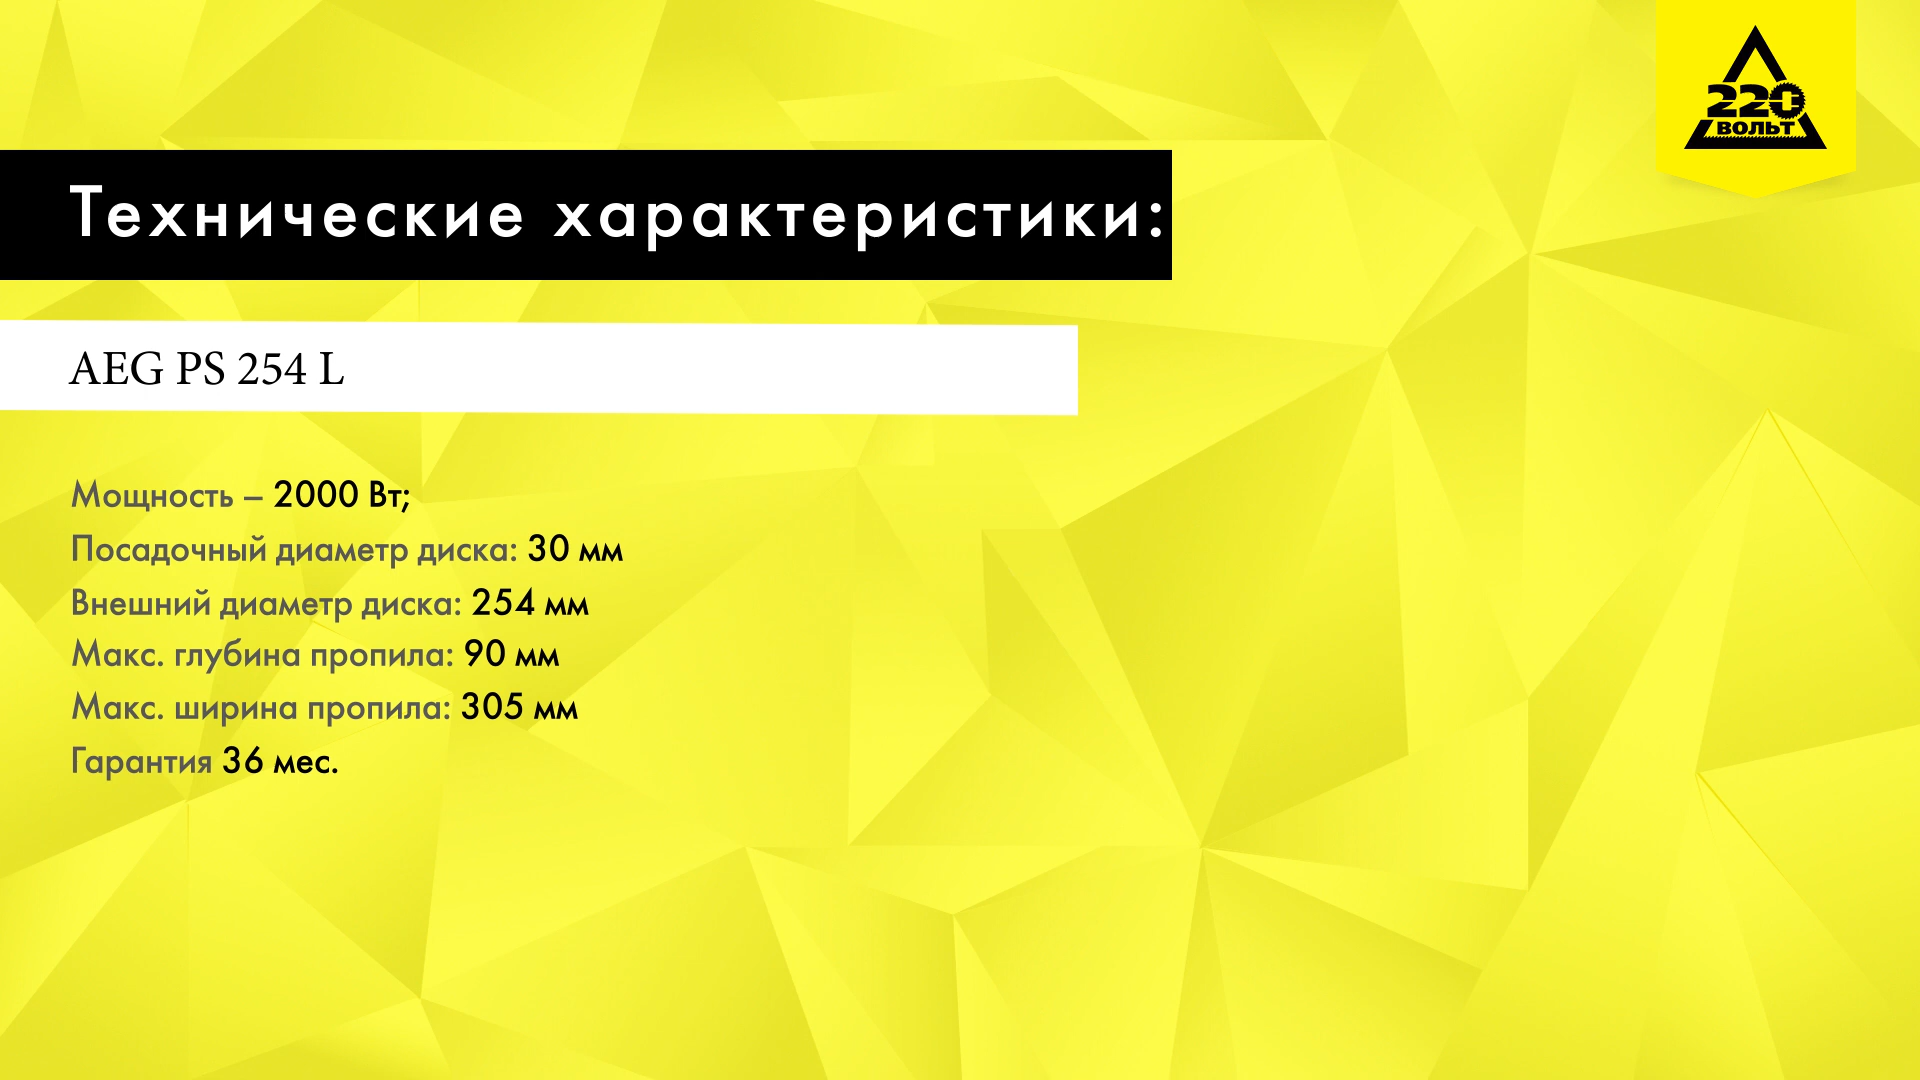 220
ВОЛЬТ
Технические характеристики:
AEG PS 254 L
Мощность – 2000 Вт;
Посадочный диаметр диска: 30 мм
Внешний диаметр диска: 254 мм
Макс. глубина пропила: 90 мм
Макс. ширина пропила: 305 мм
Гарантия 36 мес.